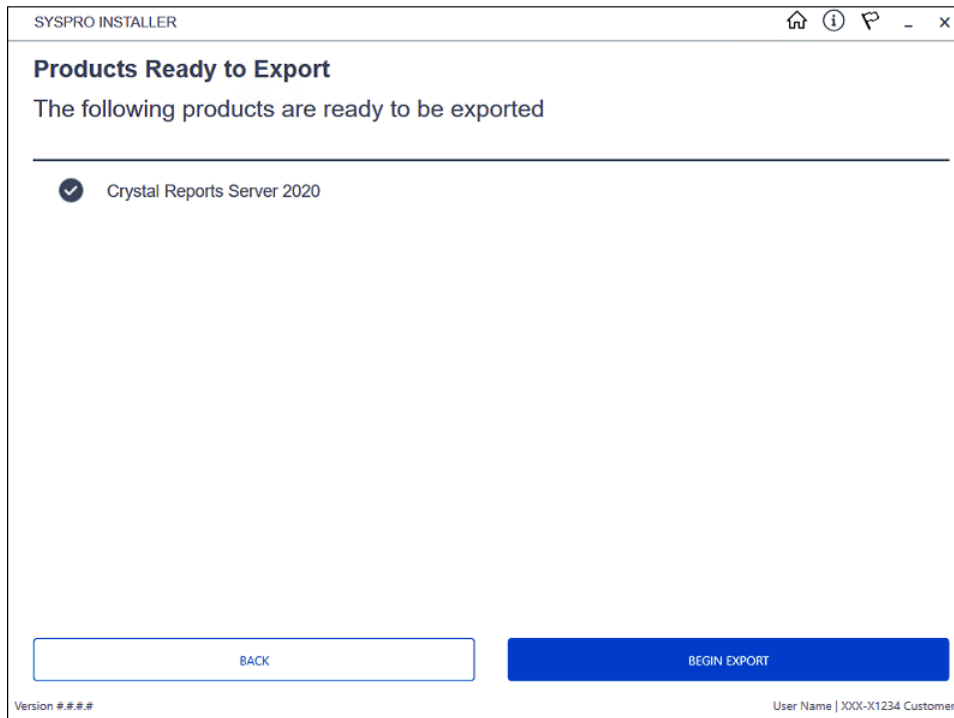 SYSPRO INSTALLER
Products Ready to Export
The following products are ready to be exported
Crystal Reports Server 2020
BACK
BEGIN EXPORT
Version #.#.#.#
User Name | XXX-X1234 Customer